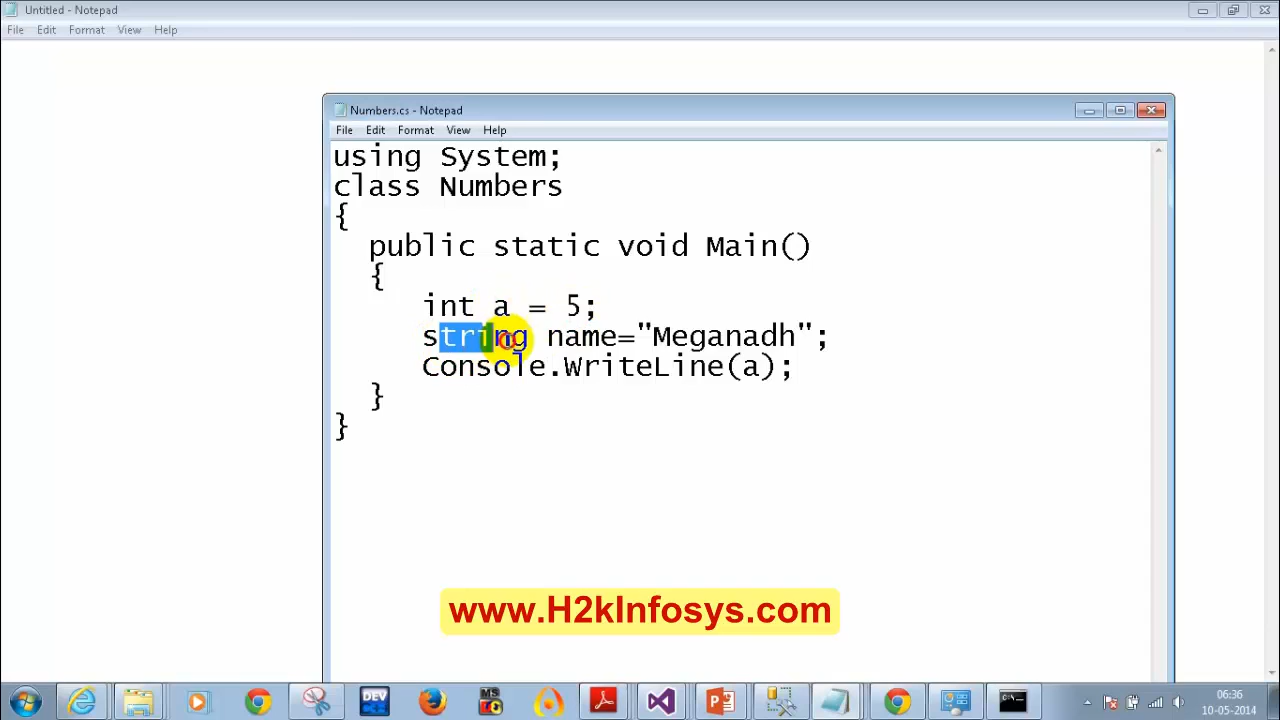 Untitled - Notepad
File Edit Format View Help
Numbers.cs - Notepad
File Edit Format View Help
using System;
class Numbers
{
public static void Main()
{
int a = 5;
string name="Meganadh";
Console.WriteLine(a);
}
}
www.H2kInfosys.com
DEV
MS
06:36
10-05-2014